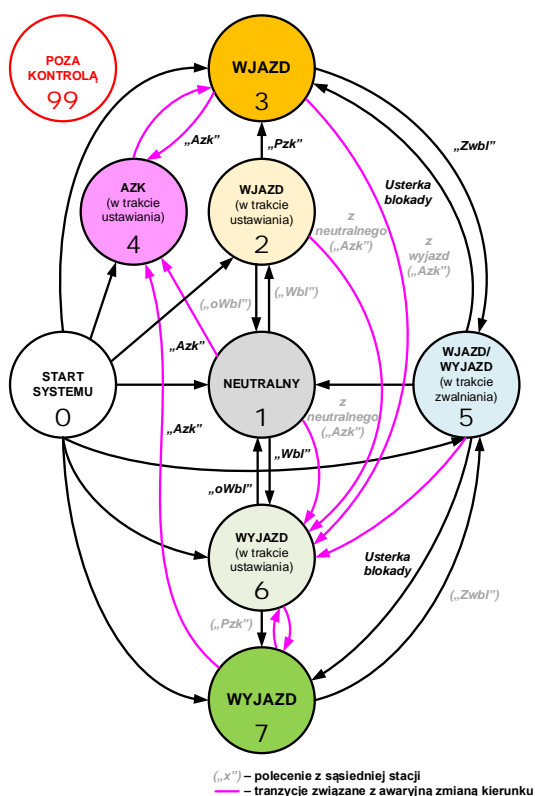 POZA
KONTROLĄ
99
WJAZD
3
„Azk”
„Pzk”
„Zwbl”
AZK
(w trakcie
ustawiania)
4
WJAZD
(w trakcie
ustawiania)
2
Usterka
blokady
z
neutralnego
(„Azk”)
z
wyjazd
(„Azk”)
(„oWbl”)
(„Wbl”)
„Azk”
START
SYSTEMU
0
NEUTRALNY
1
WJAZD/
WYJAZD
(w trakcie
zwalniania)
5
„Azk”
z
neutralnego
(„Azk”)
„Wbl”
„oWbl”
WYJAZD
(w trakcie
ustawiania)
6
Usterka
blokady
(„Zwbl”)
(„Pzk”)
WYJAZD
7
(„x”) – polecenie z sąsiedniej stacji
– tranzycje związane z awaryjną zmianą kierunku